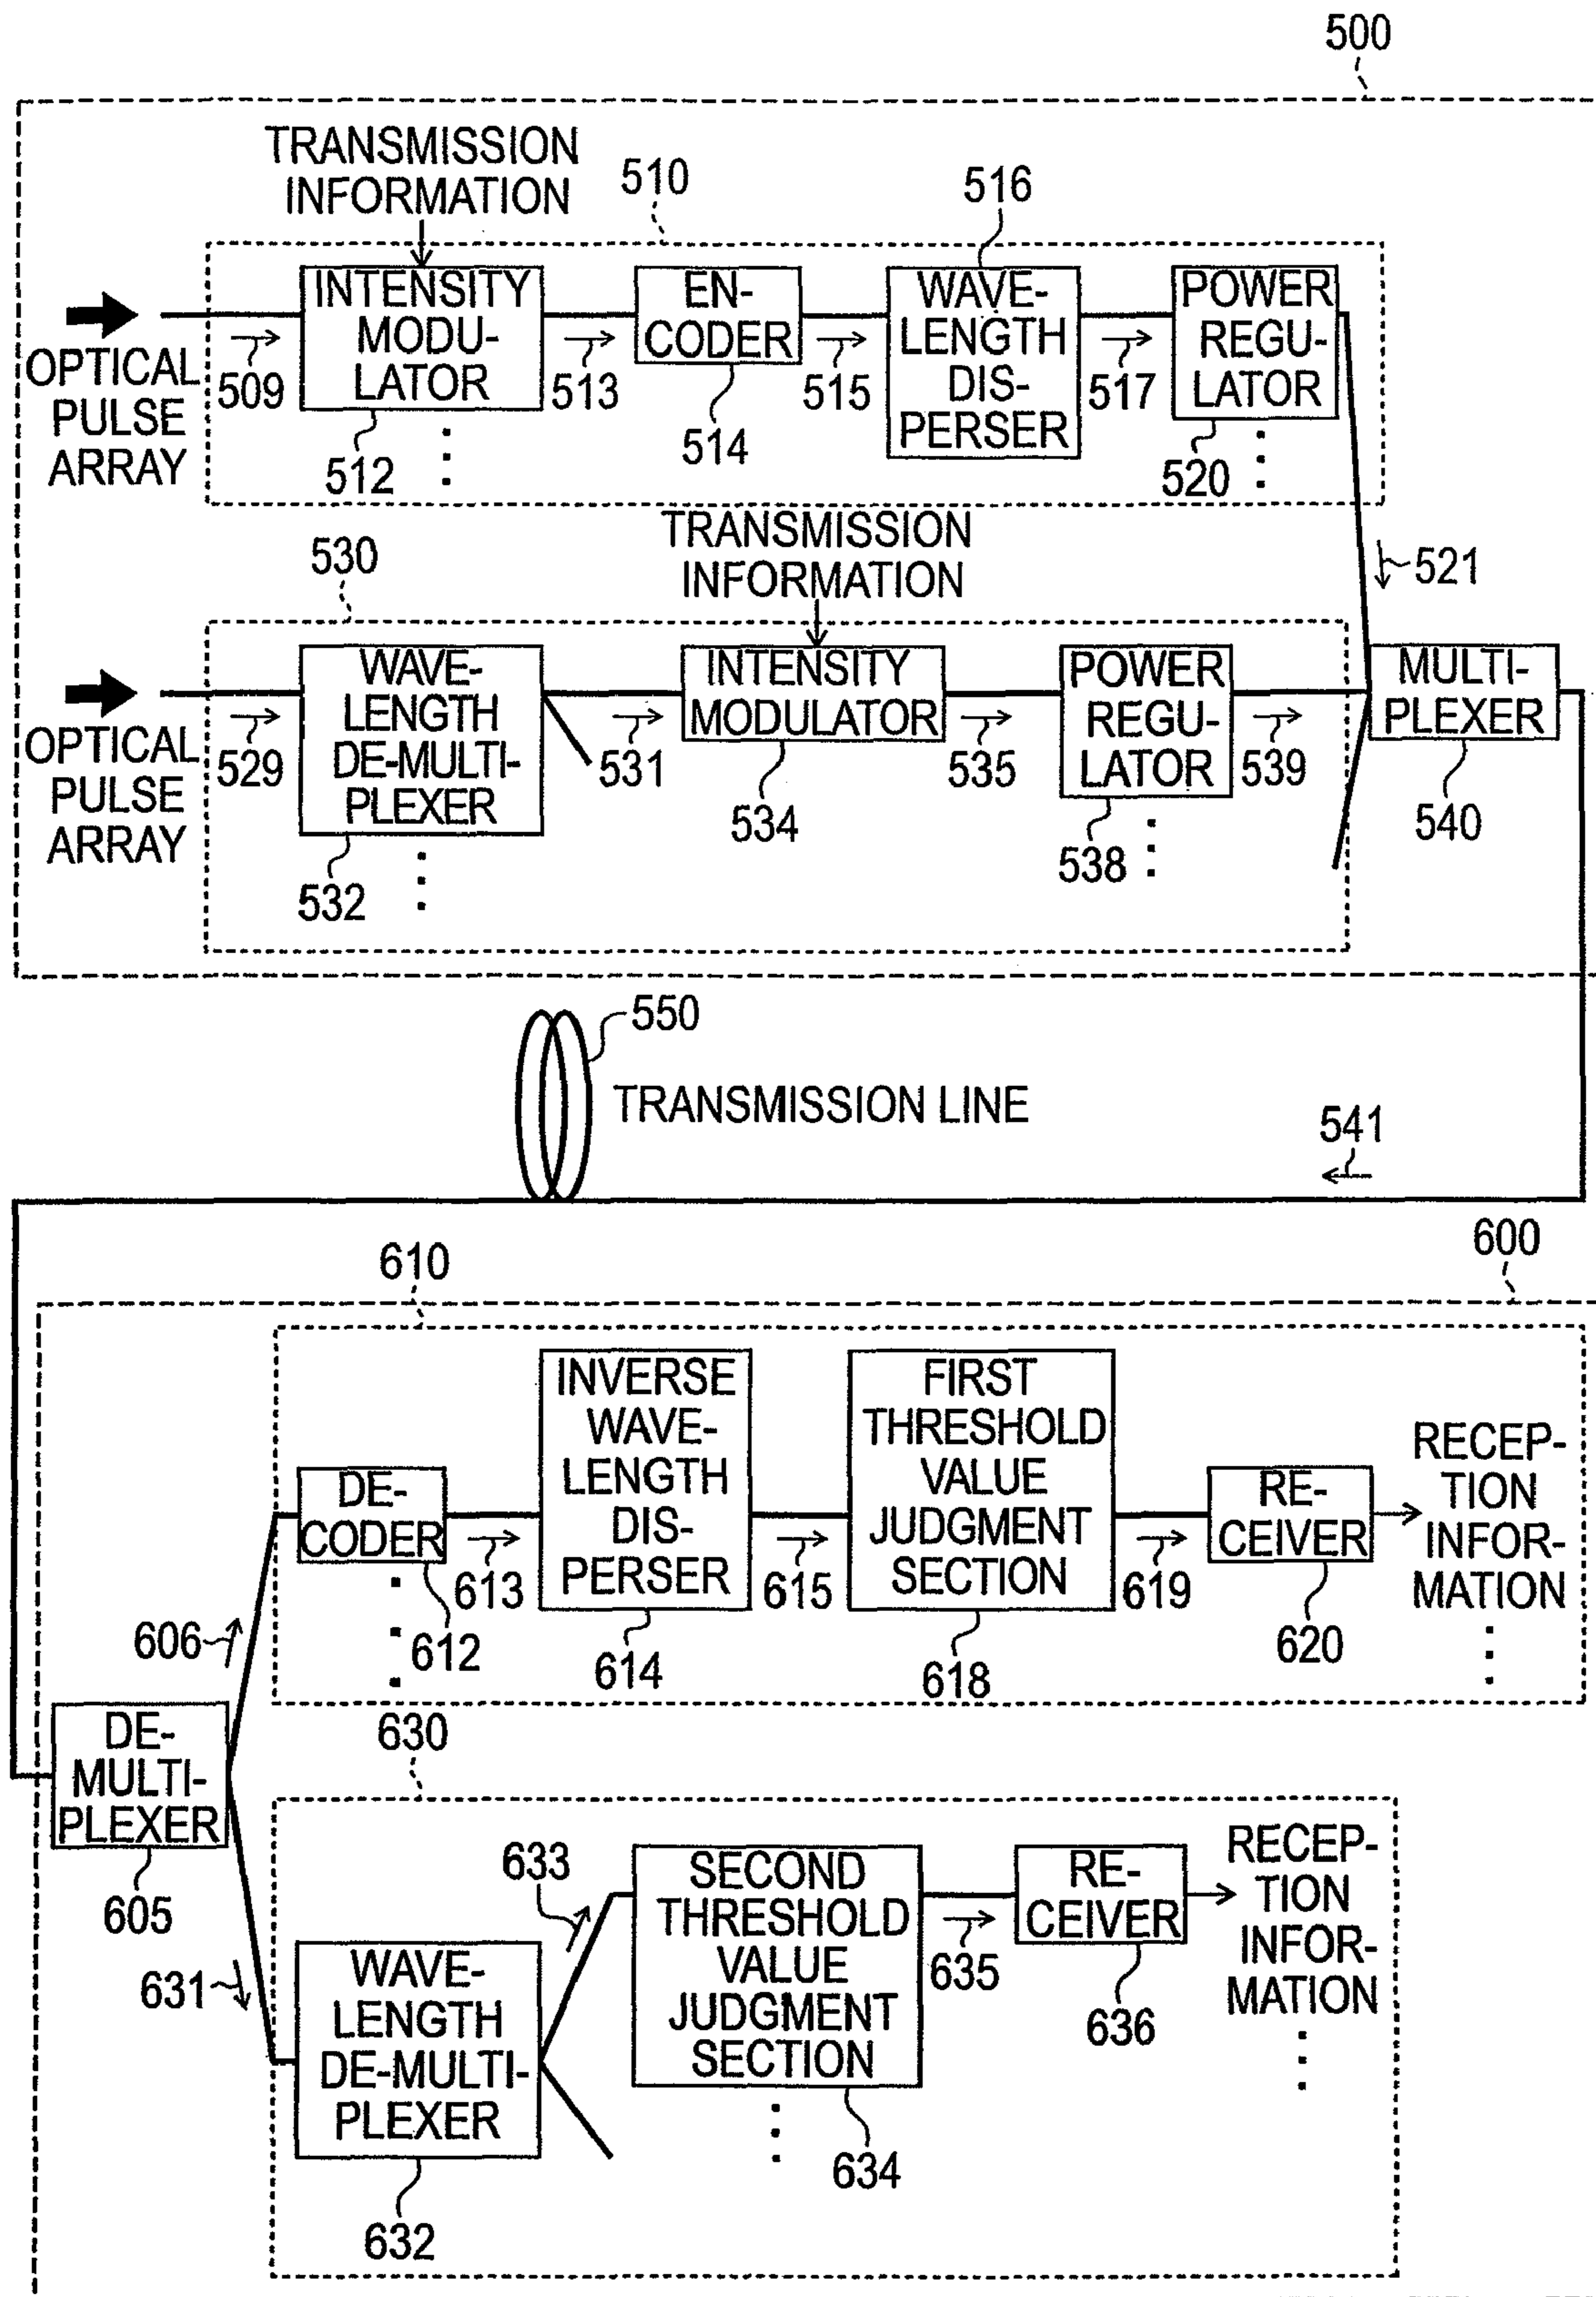 500
TRANSMISSION
INFORMATION
510
516
INTENSITY
MODU-
LATOR
EN-
CODER
WAVE-
LENGTH
DIS-
PERSER
POWER
REGU-
LATOR
OPTICAL
PULSE
ARRAY
509
513
515
517
512
514
520
TRANSMISSION
INFORMATION
521
530
WAVE-
LENGTH
DE-MULTI-
PLEXER
INTENSITY
MODULATOR
POWER
REGU-
LATOR
MULTI-
PLEXER
OPTICAL
PULSE
ARRAY
529
531
535
539
534
538
540
532
550
TRANSMISSION LINE
541
600
610
DE-
CODER
INVERSE
WAVE-
LENGTH
DIS-
PERSER
FIRST
THRESHOLD
VALUE
JUDGMENT
SECTION
RE-
CEIVER
RECEP-
TION
INFOR-
MATION
613
615
619
606
612
614
618
620
630
DE-
MULTI-
PLEXER
605
631
633
WAVE-
LENGTH
DE-MULTI-
PLEXER
SECOND
THRESHOLD
VALUE
JUDGMENT
SECTION
RE-
CEIVER
RECEP-
TION
INFOR-
MATION
635
636
634
632